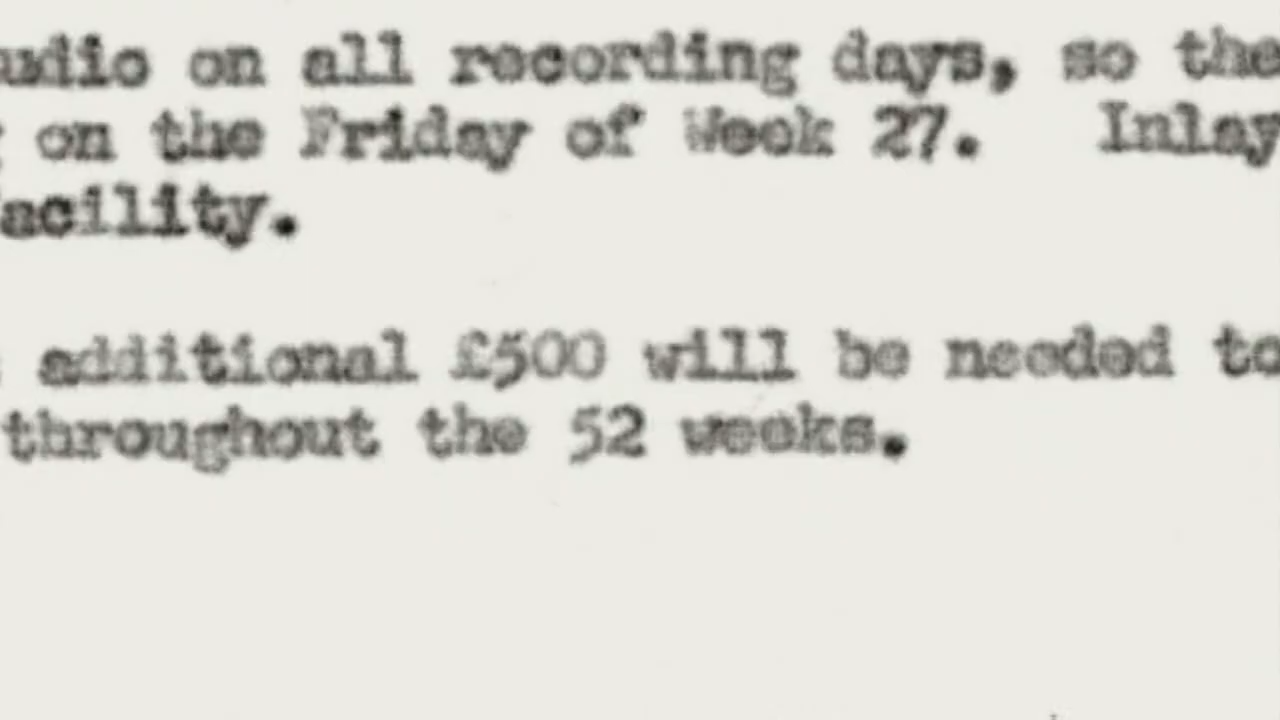 udio on all recording days, so the
on the Friday of Week 27. Inlay
acility.
additional £500 will be needed to
throughout the 52 weeks.